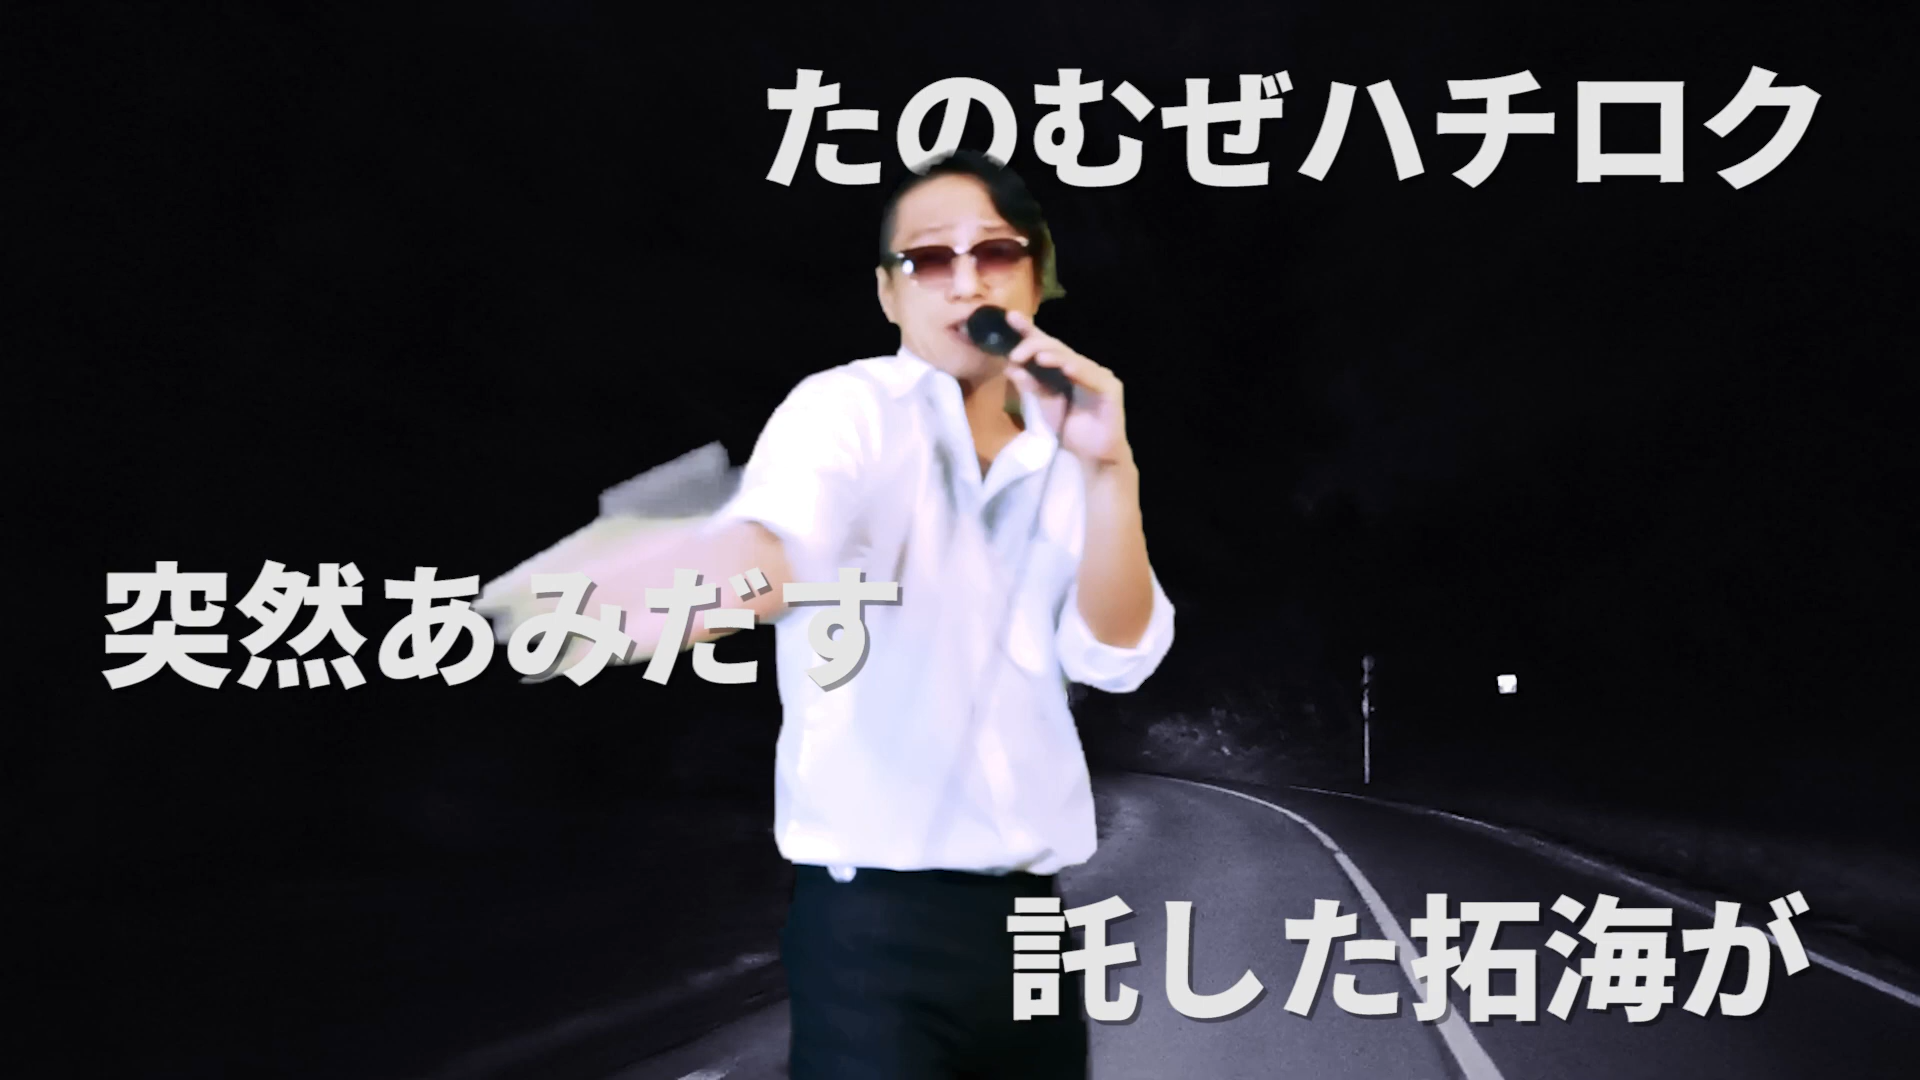 たのむぜハチロク
突然あみだす
託した拓海が